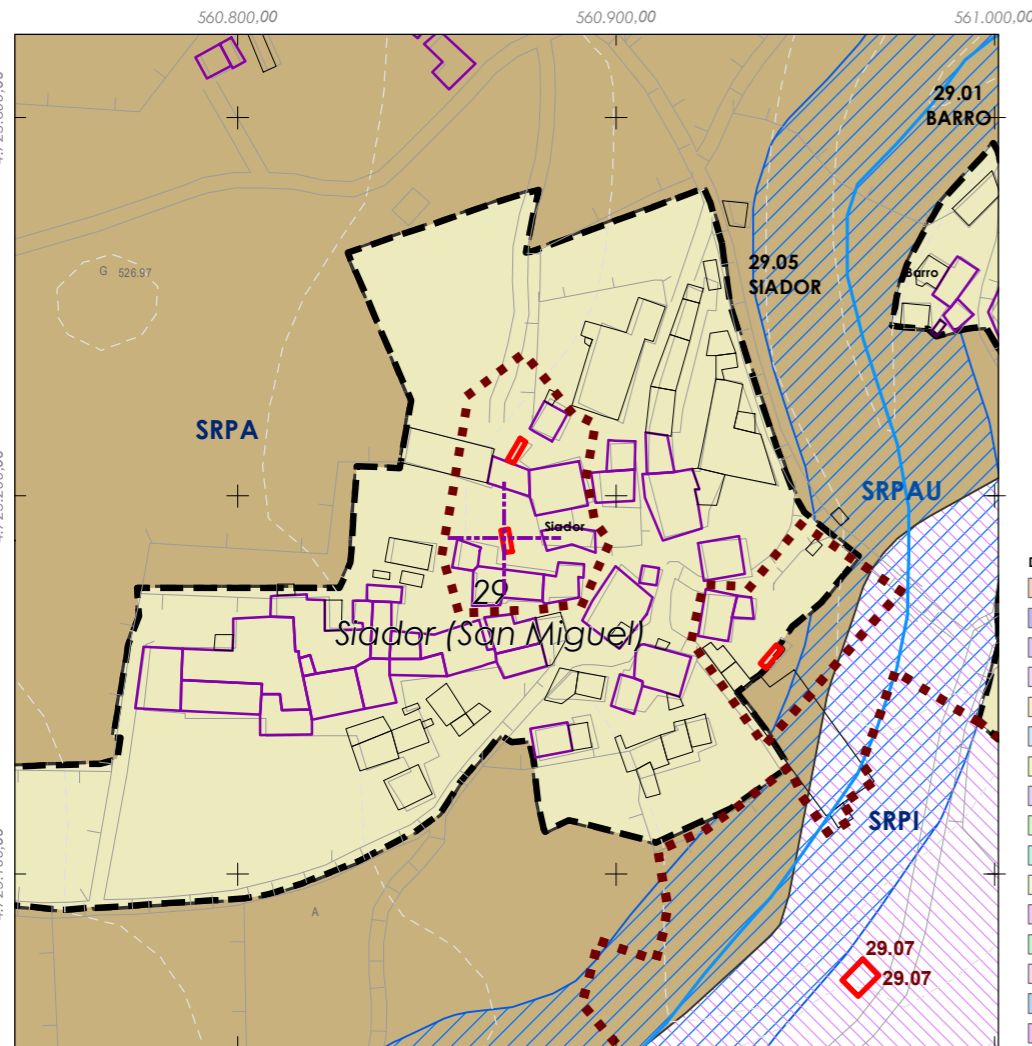 560.800,00
560.900,00
561.000,00
29.01
BARRO
29.05
SIADOR
Barro
G 526.97
SRPA
SRPAU
Siador
29
Siador (San Miguel)
SRPI
A
29.07
29.07